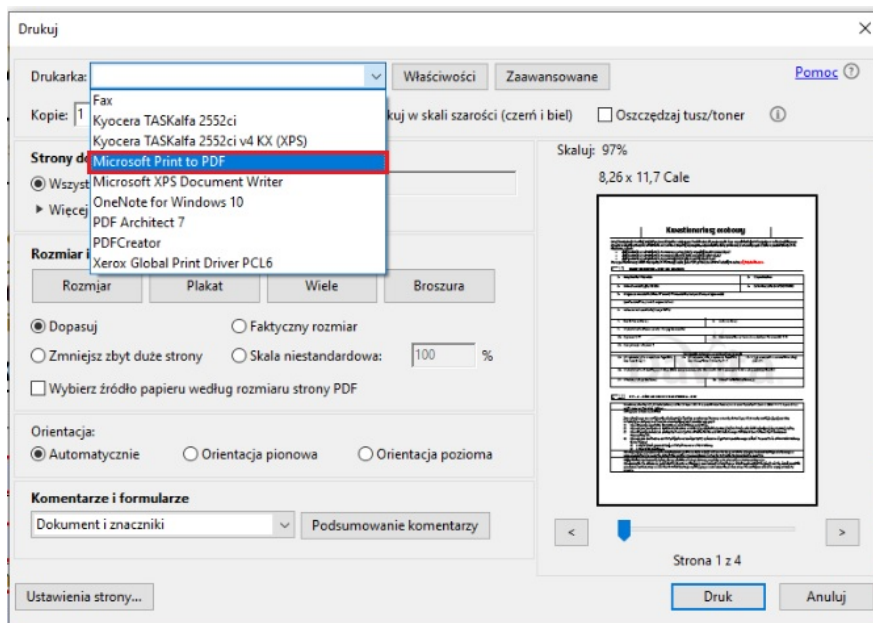 Drukuj
Drukarka:
Właściwości
Zaawansowane
Pomoc
Fax
Kyocera TASKalfa 2552ci
Kyocera TASKalfa 2552ci v4 KX (XPS)
Microsoft Print to PDF
Microsoft XPS Document Writer
OneNote for Windows 10
PDF Architect 7
PDFCreator
Xerox Global Print Driver PCL6
Kopie: 1
w skali szarości (czerń i biel)
Oszczędzaj tusz/toner
Strony
Więcej
Skaluj: 97%
8,26 x 11,7 Cale
Kwestionariusz osobowy
Rozmiar
Rozmiar Plakat Wiele Broszura
Dopasuj Faktyczny rozmiar
Zmniejsz zbyt duże strony Skala niestandardowa: 100 %
Wybierz źródło papieru według rozmiaru strony PDF
Orientacja:
Automatycznie Orientacja pionowa Orientacja pozioma
Komentarze i formularze
Dokument i znaczniki Podsumowanie komentarzy
< >
Strona 1 z 4
Ustawienia strony... Druk Anuluj